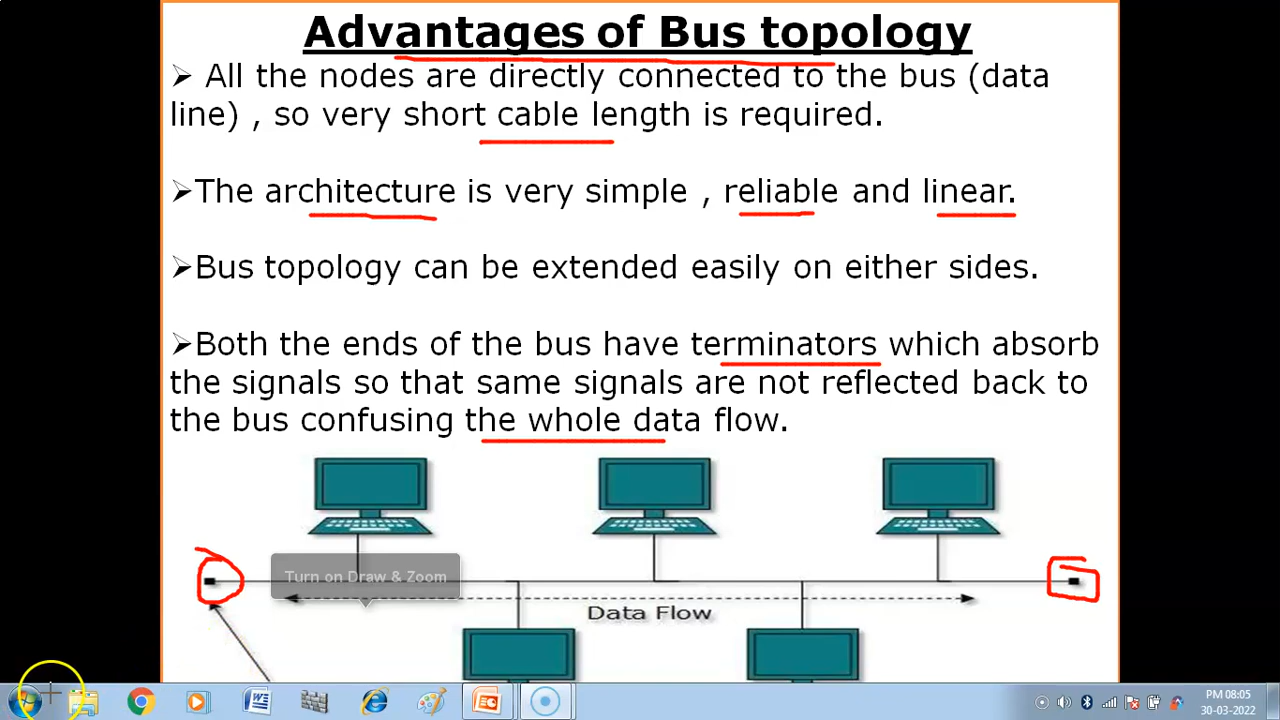 Advantages of Bus topology
➢ All the nodes are directly connected to the bus (data
line) , so very short cable length is required.
➢The architecture is very simple , reliable and linear.
➢Bus topology can be extended easily on either sides.
➢Both the ends of the bus have terminators which absorb
the signals so that same signals are not reflected back to
the bus confusing the whole data flow.
Turn on Draw & Zoom
Data Flow
PM 08:05
30-03-2022